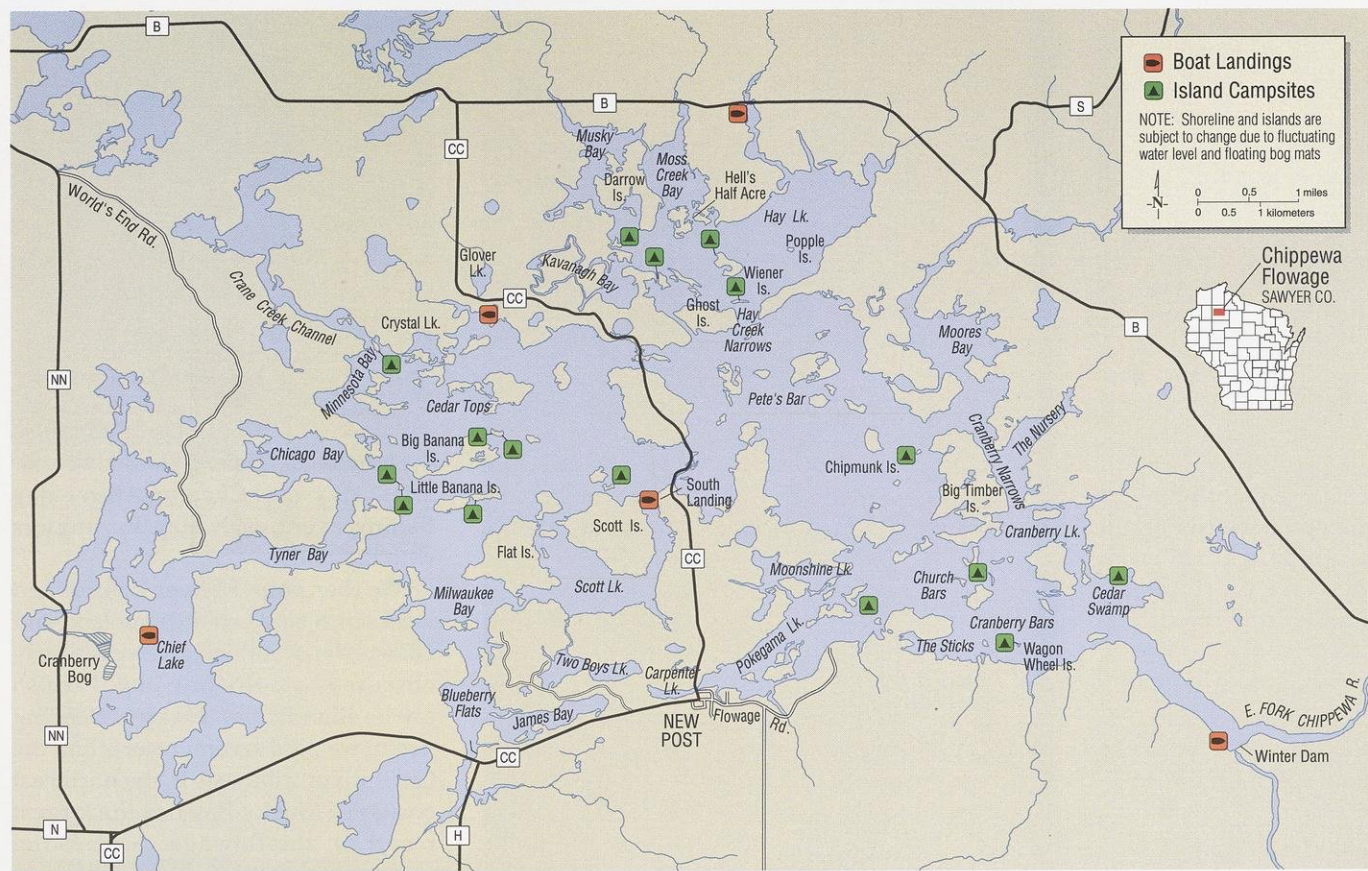 B
Boat Landings
Island Campsites
NOTE: Shoreline and islands are
subject to change due to fluctuating
water level and floating bog mats
-N-
0 0.5 1 miles
0 0.5 1 kilometers
B
S
CC
Musky
Bay
Moss
Creek
Bay
Darrow
Is.
Hell's
Half Acre
World's End Rd.
Hay Lk.
Popple
Is.
Glover
Lk.
Kavanagh Bay
Wiener
Is.
Chippewa
Flowage
SAWYER CO.
CC
Ghost
Is.
Hay
Creek
Narrows
Crane Creek Channel
Crystal Lk.
Moores
Bay
B
Minnesota Bay
NN
Cedar Tops
Pete's Bar
Cranberry Narrows
The Nursery
Big Banana
Is.
Chicago Bay
Chipmunk Is.
Little Banana Is.
South
Landing
Big Timber
Is.
Scott Is.
Cranberry Lk.
Tyner Bay
Flat Is.
CC
Moonshine Lk.
Church
Bars
Milwaukee
Bay
Scott Lk.
Cedar
Swamp
Cranberry Bars
Chief
Lake
Pokegama Lk.
The Sticks
Wagon
Wheel Is.
Cranberry
Bog
Two Boys Lk.
Carpenter
Lk.
Blueberry
Flats
James Bay
NEW
POST
Flowage Rd.
E. FORK CHIPPEWA R.
NN
CC
Winter Dam
N
CC
H